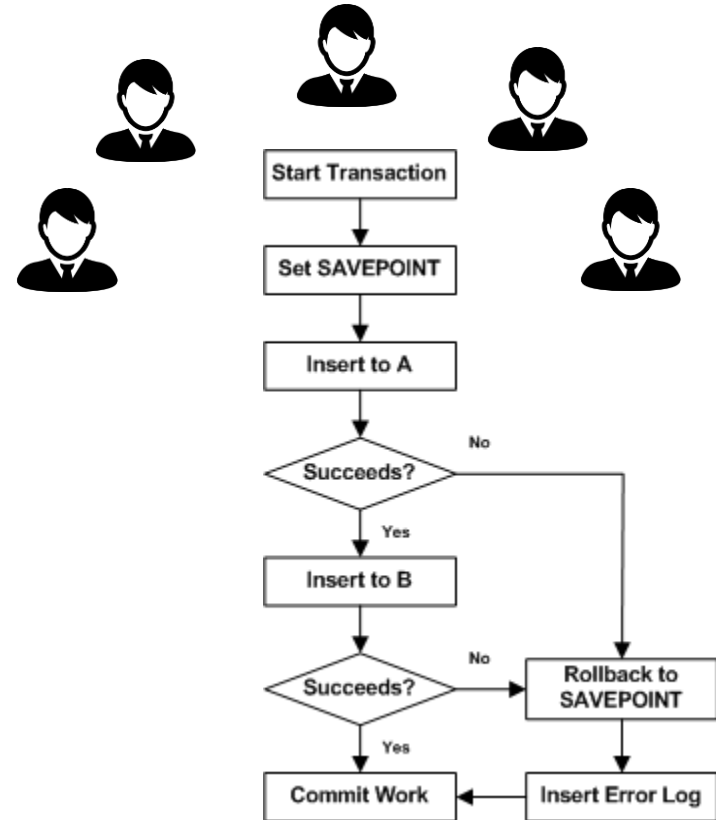 Start Transaction
Set SAVEPOINT
Insert to A
No
Succeeds?
Yes
Insert to B
No
Succeeds?
Rollback to
SAVEPOINT
Yes
Commit Work
Insert Error Log